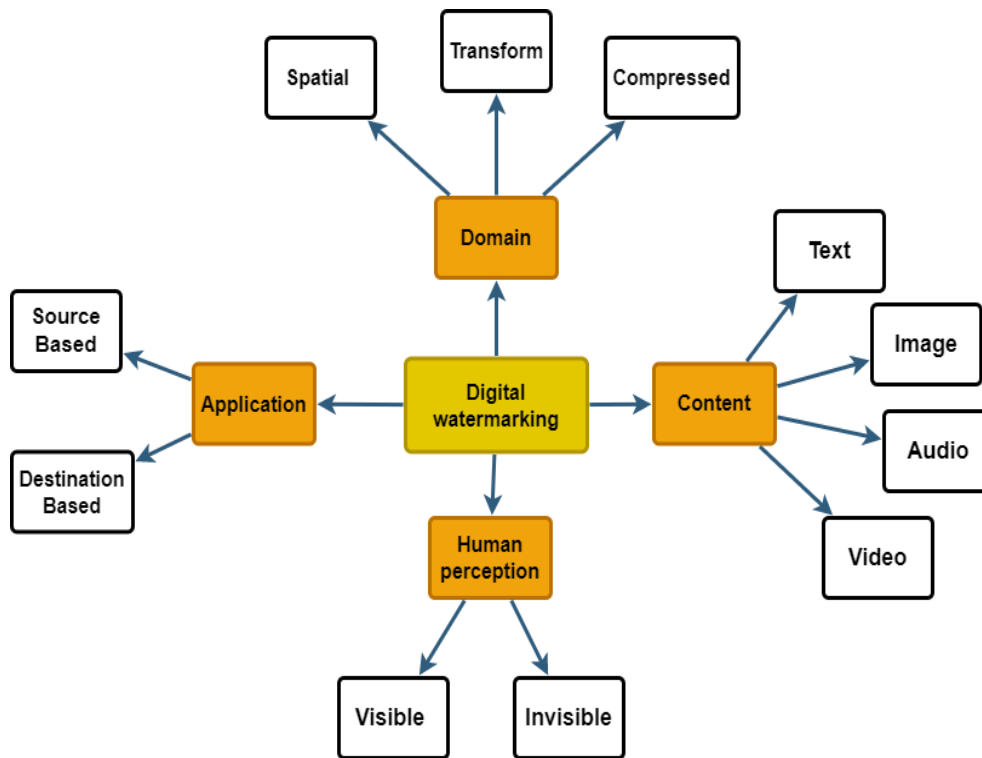 Transform
Spatial
Compressed
Domain
Text
Source
Based
Image
Digital
watermarking
Application
Content
Audio
Destination
Based
Human
perception
Video
Visible
Invisible